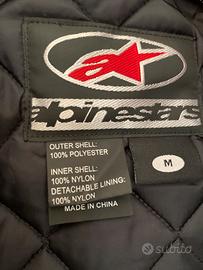 alpinestars
OUTER SHELL:
100% POLYESTER
INNER SHELL:
100% NYLON
DETACHABLE LINING:
100% NYLON
MADE IN CHINA
M
subito